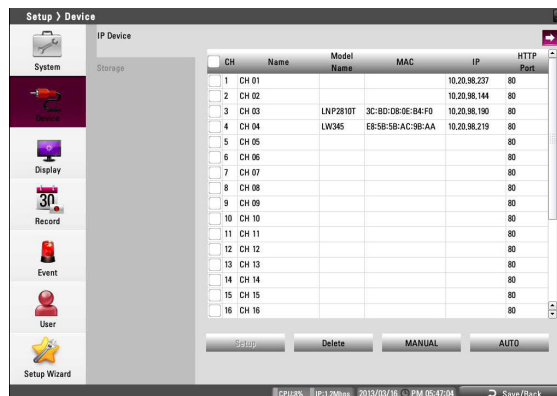 Setup > Device
System
Device
Display
30
Record
Event
User
Setup Wizard
IP Device
Storage
CH Name Model Name MAC IP HTTP Port
1 CH 01 10,20,98,237 80
2 CH 02 10,20,98,144 80
3 CH 03 LNP2810T 3C:BD:D8:0E:B4:F0 10,20,98,190 80
4 CH 04 LW345 E8:5B:5B:AC:9B:AA 10,20,98,219 80
5 CH 05 80
6 CH 06 80
7 CH 07 80
8 CH 08 80
9 CH 09 80
10 CH 10 80
11 CH 11 80
12 CH 12 80
13 CH 13 80
14 CH 14 80
15 CH 15 80
16 CH 16 80
Setup Delete MANUAL AUTO
CPU:8% IP:1.2Mbps 2013/03/16 PM 05:47:04 Save/Back